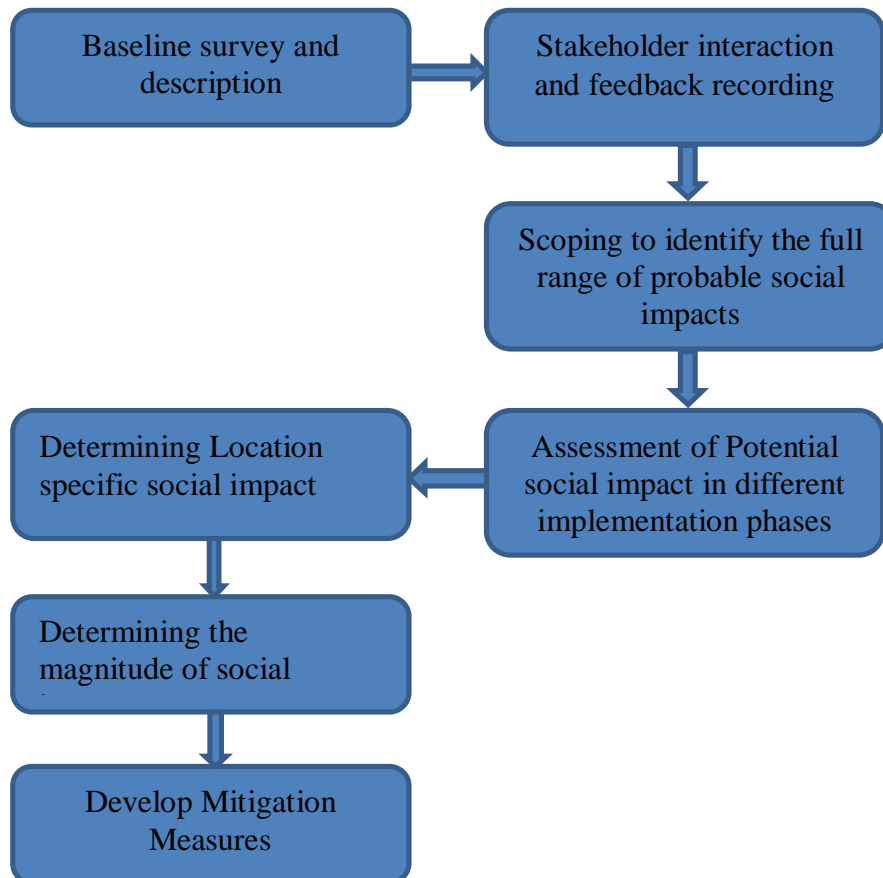 Baseline survey and
description
Stakeholder interaction
and feedback recording
Scoping to identify the full
range of probable social
impacts
Assessment of Potential
social impact in different
implementation phases
Determining Location
specific social impact
Determining the
magnitude of social
Develop Mitigation
Measures